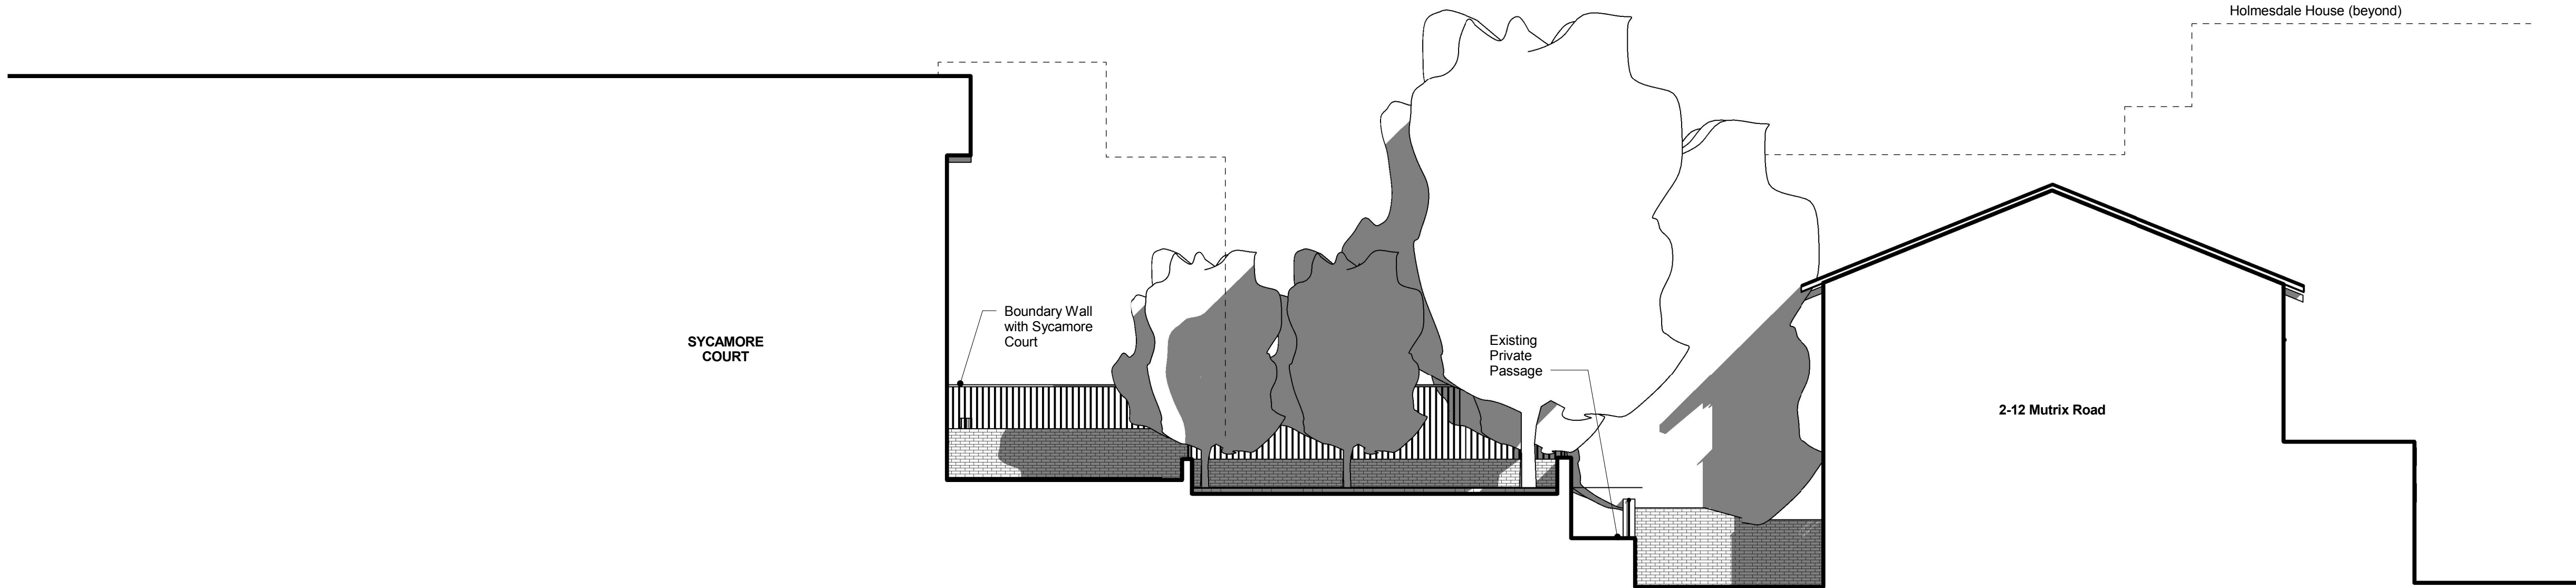 Holmesdale House (beyond)
Boundary Wall
with Sycamore
Court
SYCAMORE
COURT
Existing
Private
Passage
2-12 Mutrix Road